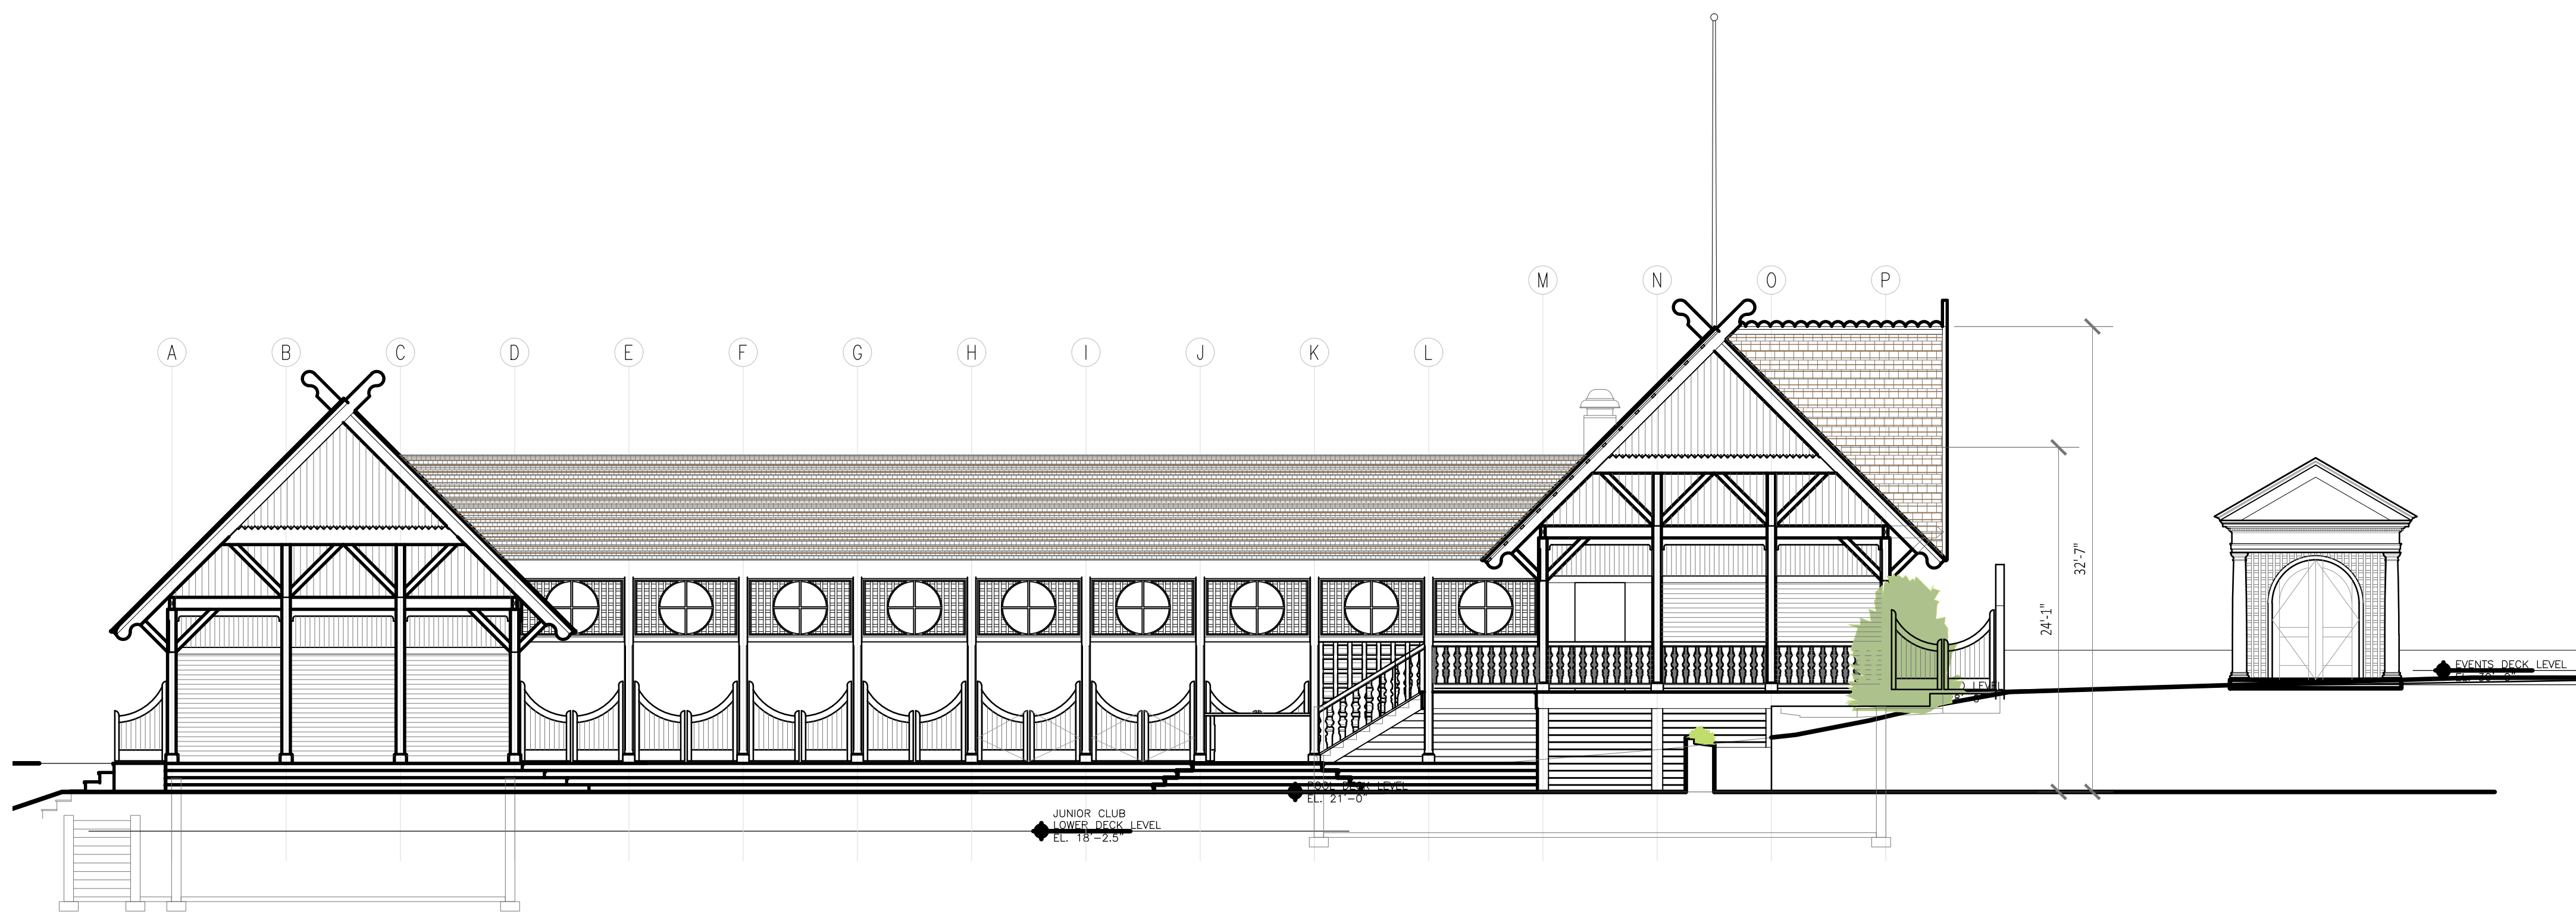 M N O P
A B C D E F G H I J K L
32'-7"
24'-1"
EVENTS DECK LEVEL
LEVEL
POOL DECK LEVEL
EL. 21'-0"
JUNIOR CLUB
LOWER DECK LEVEL
EL. 18'-2.5"